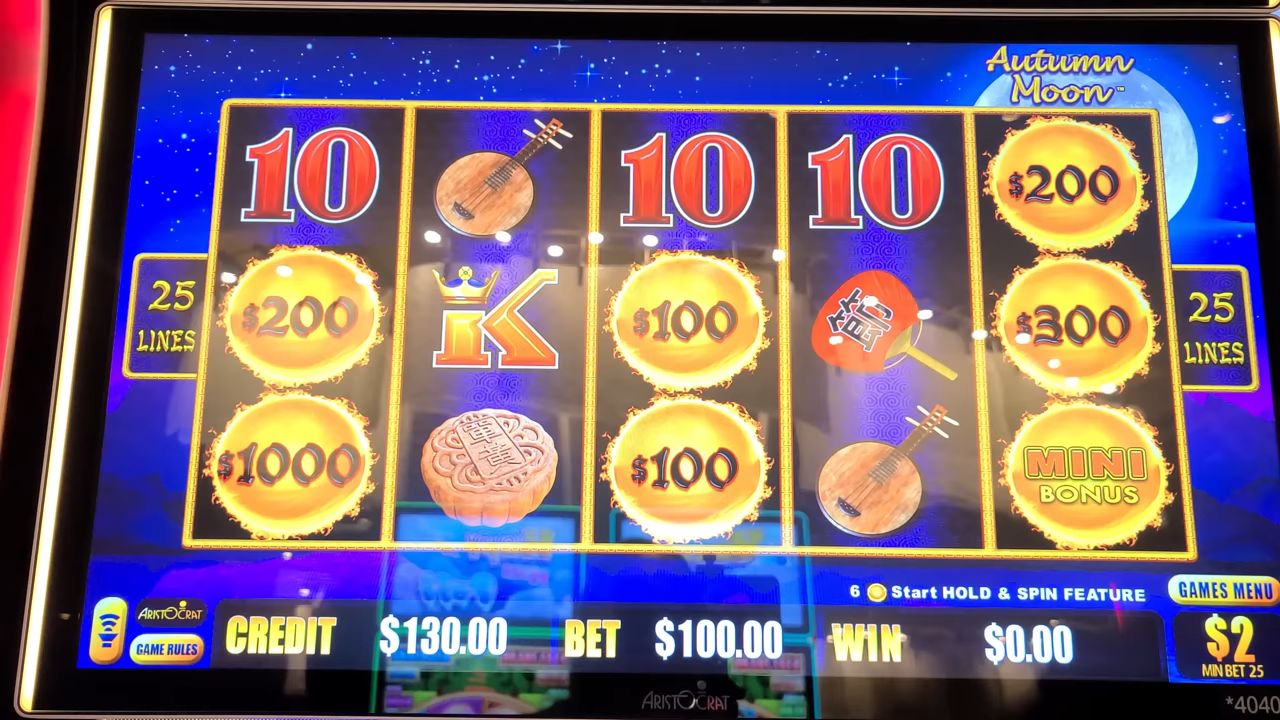 Autumn
Moon™
10
10
10
$200
25
LINES
$200
K
$100
$300
25
LINES
$1000
$100
MINI
BONUS
6 Start HOLD & SPIN FEATURE
GAMES MENU
ARISTOCRAT
GAME RULES
CREDIT $130.00 BET $100.00 WIN $0.00
$2
MIN BET 25
ARISTOCRAT
*4040